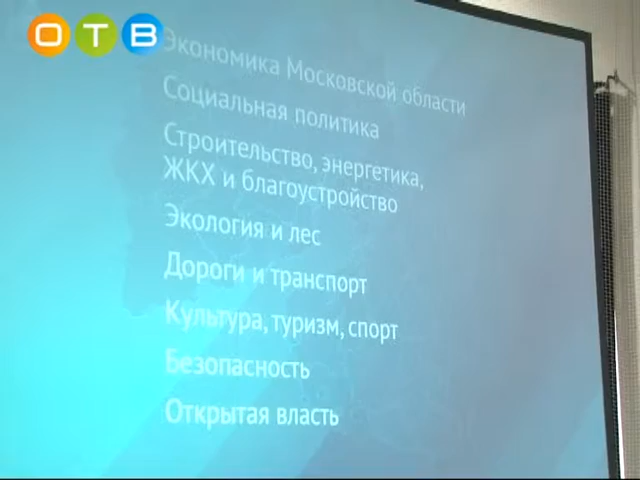 ОТВ
Экономика Московской области
Социальная политика
Строительство, энергетика,
ЖКХ и благоустройство
Экология и лес
Дороги и транспорт
Культура, туризм, спорт
Безопасность
Открытая власть